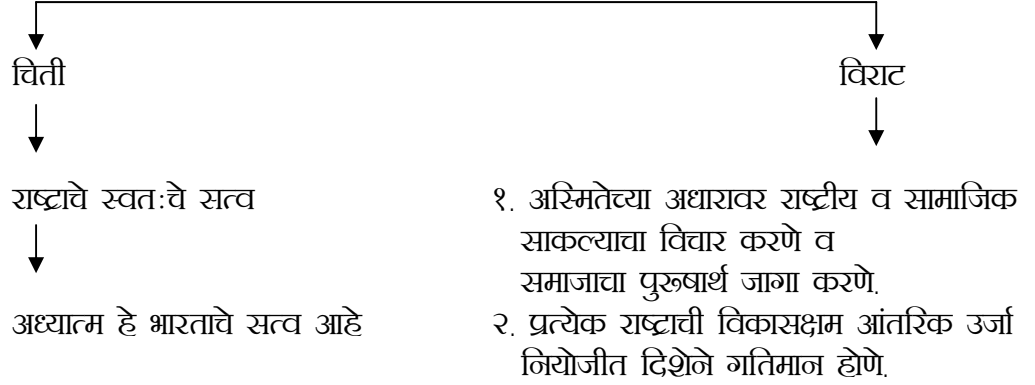 चिती
विराट
राष्ट्राचे स्वतःचे सत्व
अध्यात्म हे भारताचे सत्व आहे
१. अस्मितेच्या अधारावर राष्ट्रीय व सामाजिक
साकल्याचा विचार करणे व
समाजाचा पुरूषार्थ जागा करणे.
२. प्रत्येक राष्ट्राची विकासक्षम आंतरिक उर्जा
नियोजीत दिशेने गतिमान होणे.